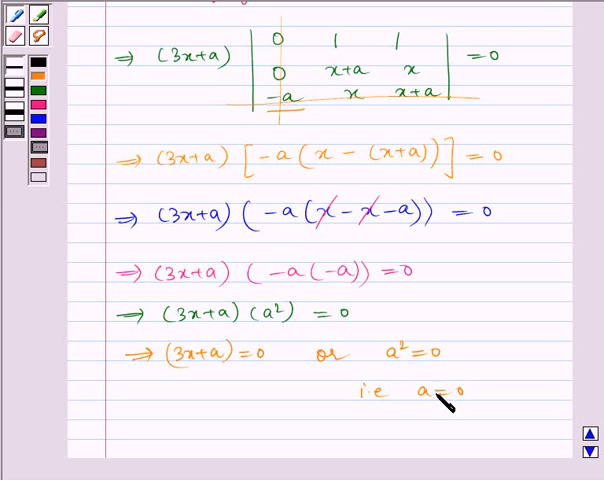 ⇒ (3x+a) | 0 1 1 | = 0
0 x+a x
-a x x+a
⇒ (3x+a) [-a(x-(x+a))] = 0
⇒ (3x+a) (-a(x-x-a)) = 0
⇒ (3x+a) (-a(-a)) = 0
⇒ (3x+a) (a²) = 0
⇒ (3x+a) = 0 or a² = 0
i.e a = 0